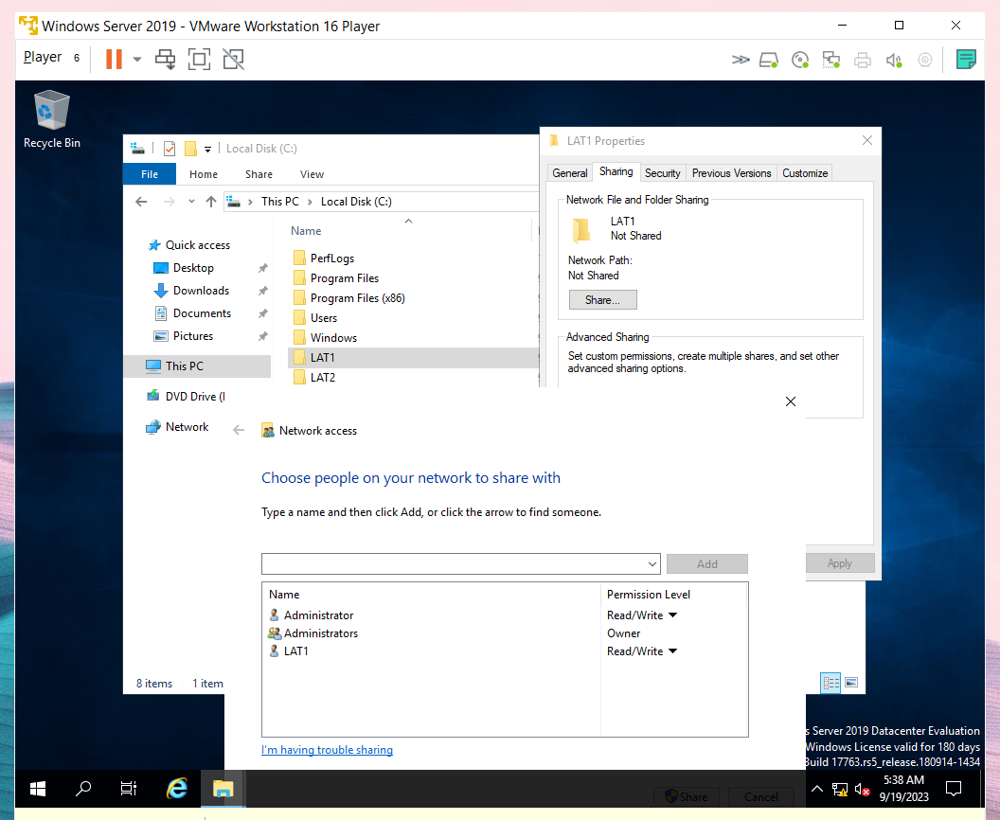 Windows Server 2019 - VMware Workstation 16 Player
Player 6
Recycle Bin
Local Disk (C:)
File Home Share View
This PC Local Disk (C:)
Name
Quick access
Desktop
Downloads
Documents
Pictures
This PC
DVD Drive (I
Network
PerfLogs
Program Files
Program Files (x86)
Users
Windows
LAT1
LAT2
8 items 1 item
LAT1 Properties
General Sharing Security Previous Versions Customize
Network File and Folder Sharing
LAT1
Not Shared
Network Path:
Not Shared
Share...
Advanced Sharing
Set custom permissions, create multiple shares, and set other
advanced sharing options.
Apply
Network access
Choose people on your network to share with
Type a name and then click Add, or click the arrow to find someone.
Add
Name Permission Level
Administrator Read/Write
Administrators Owner
LAT1 Read/Write
I'm having trouble sharing
Share Cancel
s Server 2019 Datacenter Evaluation
Windows License valid for 180 days
Build 17763.rs5_release.180914-1434
5:38 AM
9/19/2023